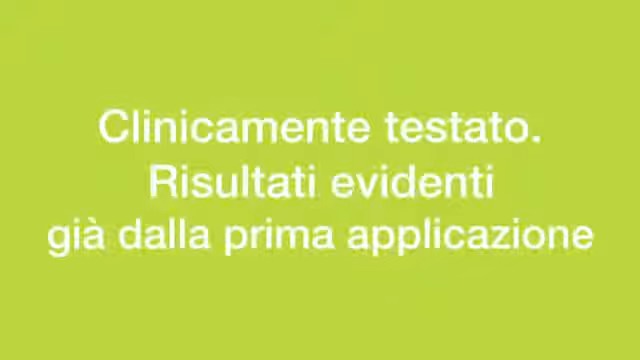 Clinicamente testato.
Risultati evidenti
già dalla prima applicazione